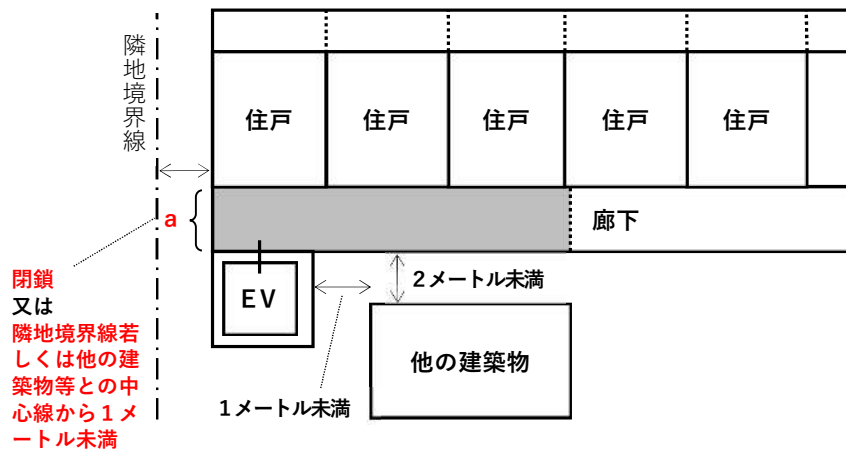 隣地境界線
住戸
住戸
住戸
住戸
住戸
a
廊下
閉鎖
又は
隣地境界線若
しくは他の建
築物等との中
心線から１メ
ートル未満
EV
２メートル未満
他の建築物
１メートル未満